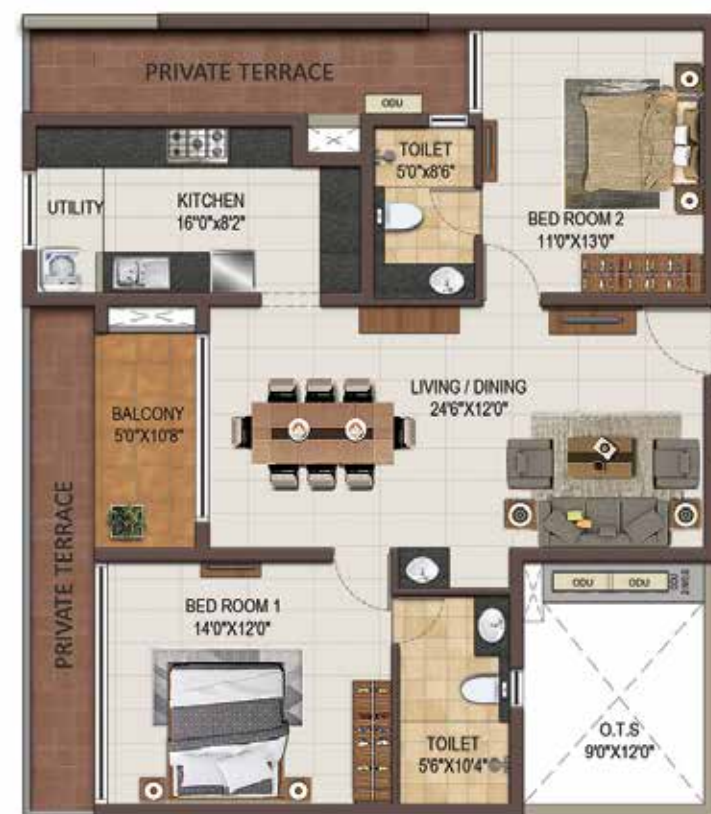 PRIVATE TERRACE
ODU
TOILET
5'0"x8'6"
KITCHEN
16'0"x8'2"
UTILITY
BED ROOM 2
11'0"X13'0"
LIVING / DINING
24'6"X12'0"
BALCONY
5'0"X10'8"
PRIVATE TERRACE
BED ROOM 1
14'0"X12'0"
ODU
ODU
ODU
TOILET
5'6"X10'4"
O.T.S
9'0"X12'0"